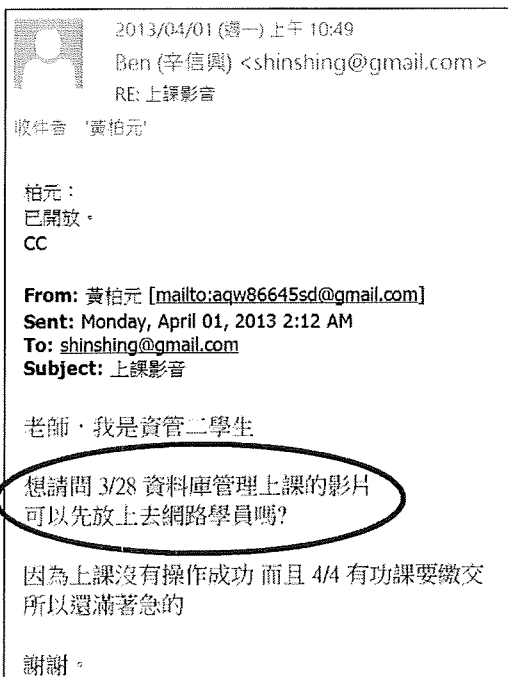 2013/04/01 (週一) 上午 10:49
Ben (辛信興) <shinshing@gmail.com>
RE: 上課影音
收件者 '黃柏元'
柏元：
已開放。
CC
From: 黃柏元 [mailto:aqw86645sd@gmail.com]
Sent: Monday, April 01, 2013 2:12 AM
To: shinshing@gmail.com
Subject: 上課影音
老師，我是資管二學生
想請問 3/28 資料庫管理上課的影片
可以先放上去網路學員嗎?
因為上課沒有操作成功 而且 4/4 有功課要繳交
所以還滿著急的
謝謝。